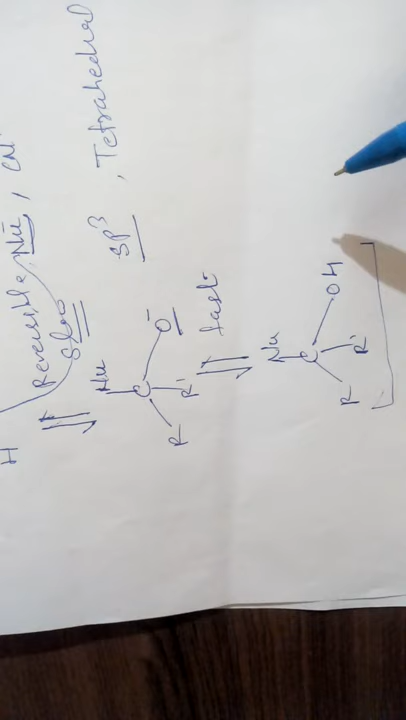 H
Reversible, Nu⁻, CN⁻
Slow
Nu
C
O⁻
R
R'
sp³, Tetrahedral
fast
Nu
C
OH
R
R'